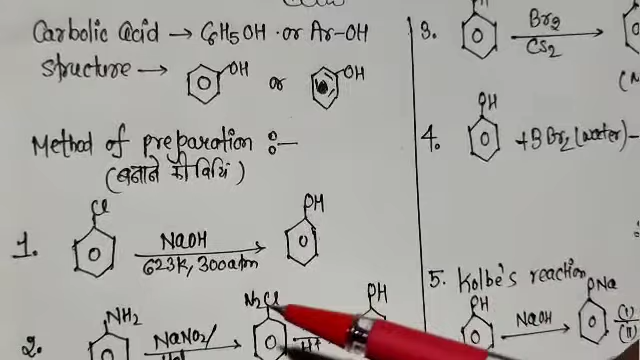 Carbolic acid → C6H5OH or Ar-OH
Structure → OH or OH
Method of preparation :-
(बनाने की विधि)
1. Cl NaOH 623K, 300atm OH
2. NH2 NaNO2/ N2Cl H+ OH
3. Br2 CS2
4. OH +3Br2 (water)
5. Kolbe's reaction
OH NaOH ONa (i) (ii)